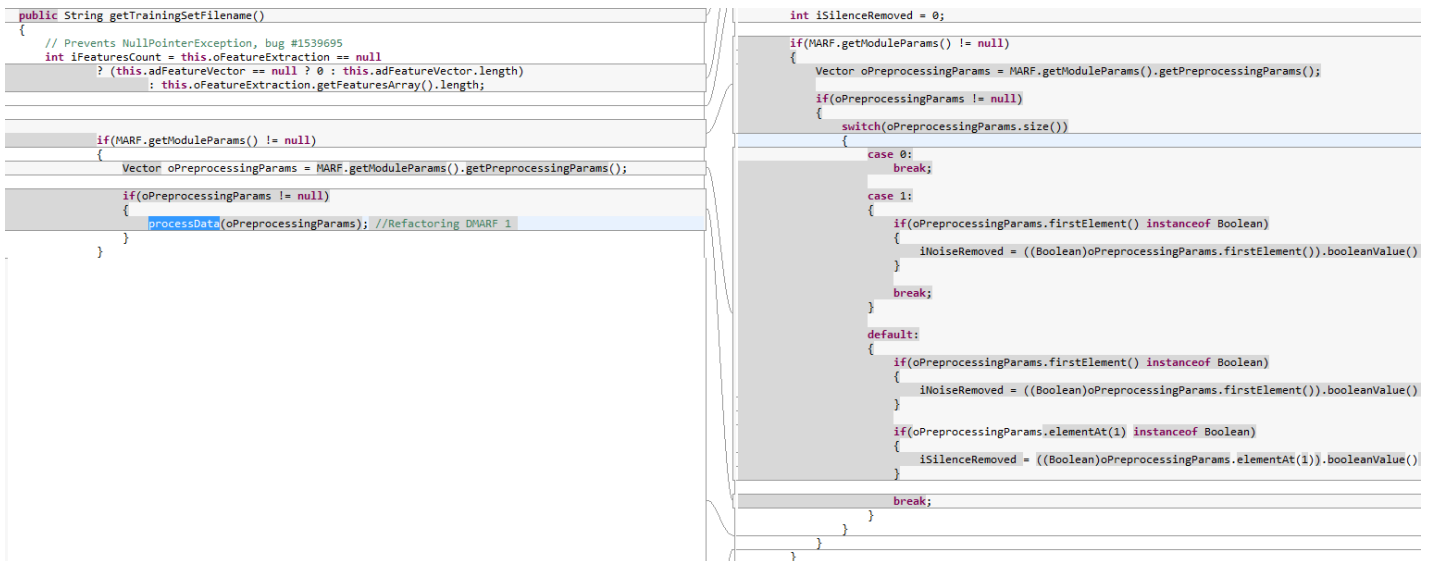 public String getTrainingSetFilename()
{
// Prevents NullPointerException, bug #1539695
int iFeaturesCount = this.oFeatureExtraction == null
? (this.adFeatureVector == null ? 0 : this.adFeatureVector.length)
: this.oFeatureExtraction.getFeaturesArray().length;
if(MARF.getModuleParams() != null)
{
Vector oPreprocessingParams = MARF.getModuleParams().getPreprocessingParams();
if(oPreprocessingParams != null)
{
processData(oPreprocessingParams); //Refactoring DMARF 1
}
}
int iSilenceRemoved = 0;
if(MARF.getModuleParams() != null)
{
Vector oPreprocessingParams = MARF.getModuleParams().getPreprocessingParams();
if(oPreprocessingParams != null)
{
switch(oPreprocessingParams.size())
{
case 0:
break;
case 1:
{
if(oPreprocessingParams.firstElement() instanceof Boolean)
{
iNoiseRemoved = ((Boolean)oPreprocessingParams.firstElement()).booleanValue()
}
break;
}
default:
{
if(oPreprocessingParams.firstElement() instanceof Boolean)
{
iNoiseRemoved = ((Boolean)oPreprocessingParams.firstElement()).booleanValue()
}
if(oPreprocessingParams.elementAt(1) instanceof Boolean)
{
iSilenceRemoved = ((Boolean)oPreprocessingParams.elementAt(1)).booleanValue()
}
break;
}
}
}
}